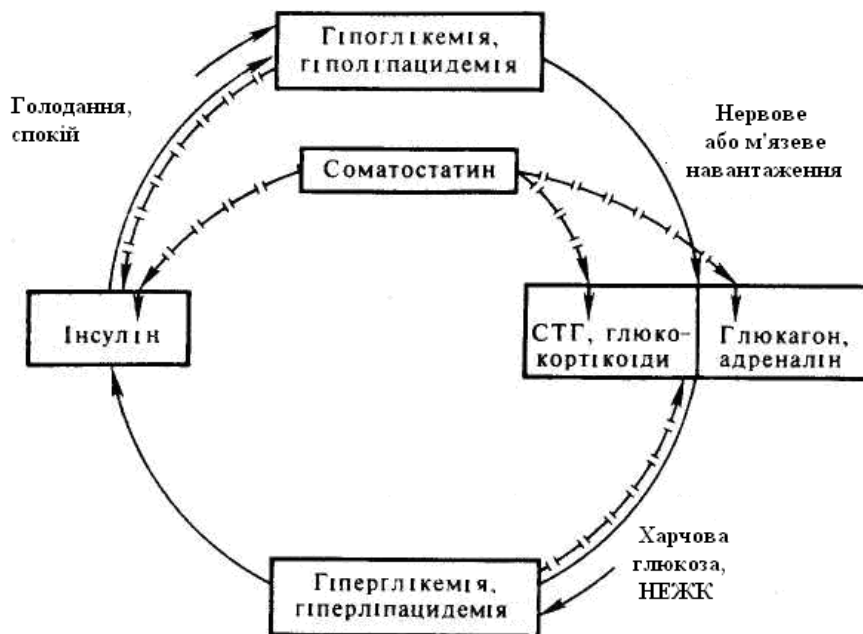 Гіпоглікемія,
гіполіпацидемія
Голодання,
спокій
Нервове
або м'язеве
навантаження
Соматостатин
Інсулін
СТГ, глюко-
кортікоіди
Глюкагон,
адреналін
Харчова
глюкоза,
НЕЖК
Гіперглікемія,
гіперліпацидемія